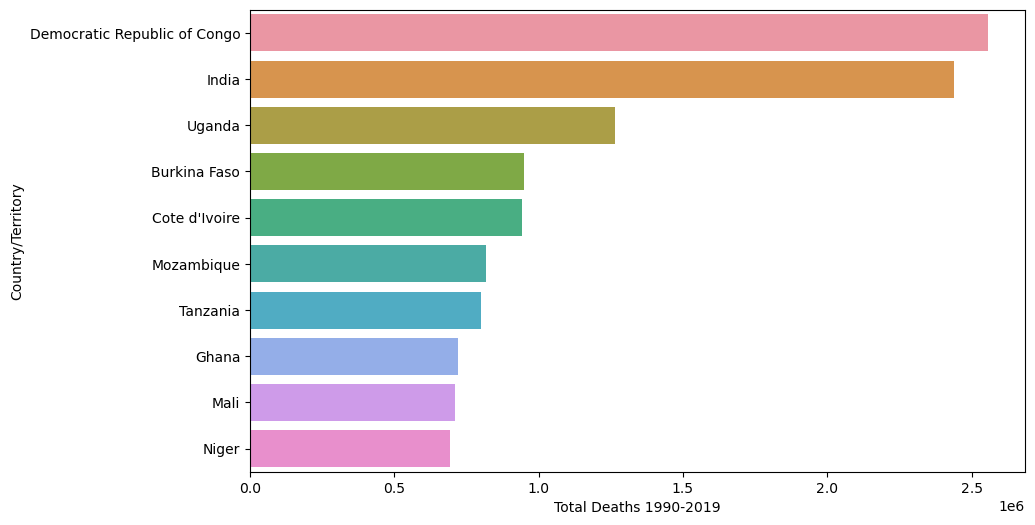 Democratic Republic of Congo
India
Uganda
Burkina Faso
Cote d'Ivoire
Mozambique
Tanzania
Ghana
Mali
Niger
Country/Territory
0.0 0.5 1.0 1.5 2.0 2.5
1e6
Total Deaths 1990-2019